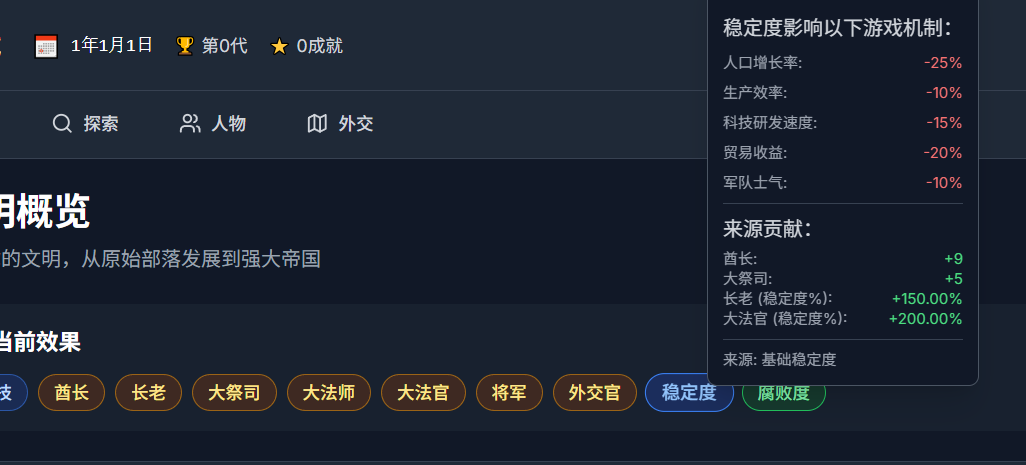 1年1月1日 第0代 0成就
探索 人物 外交
概览
的文明，从原始部落发展到强大帝国
当前效果
技 酋长 长老 大祭司 大法师 大法官 将军 外交官 稳定度 腐败度
稳定度影响以下游戏机制:
人口增长率: -25%
生产效率: -10%
科技研发速度: -15%
贸易收益: -20%
军队士气: -10%
来源贡献:
酋长: +9
大祭司: +5
长老 (稳定度%): +150.00%
大法官 (稳定度%): +200.00%
来源: 基础稳定度